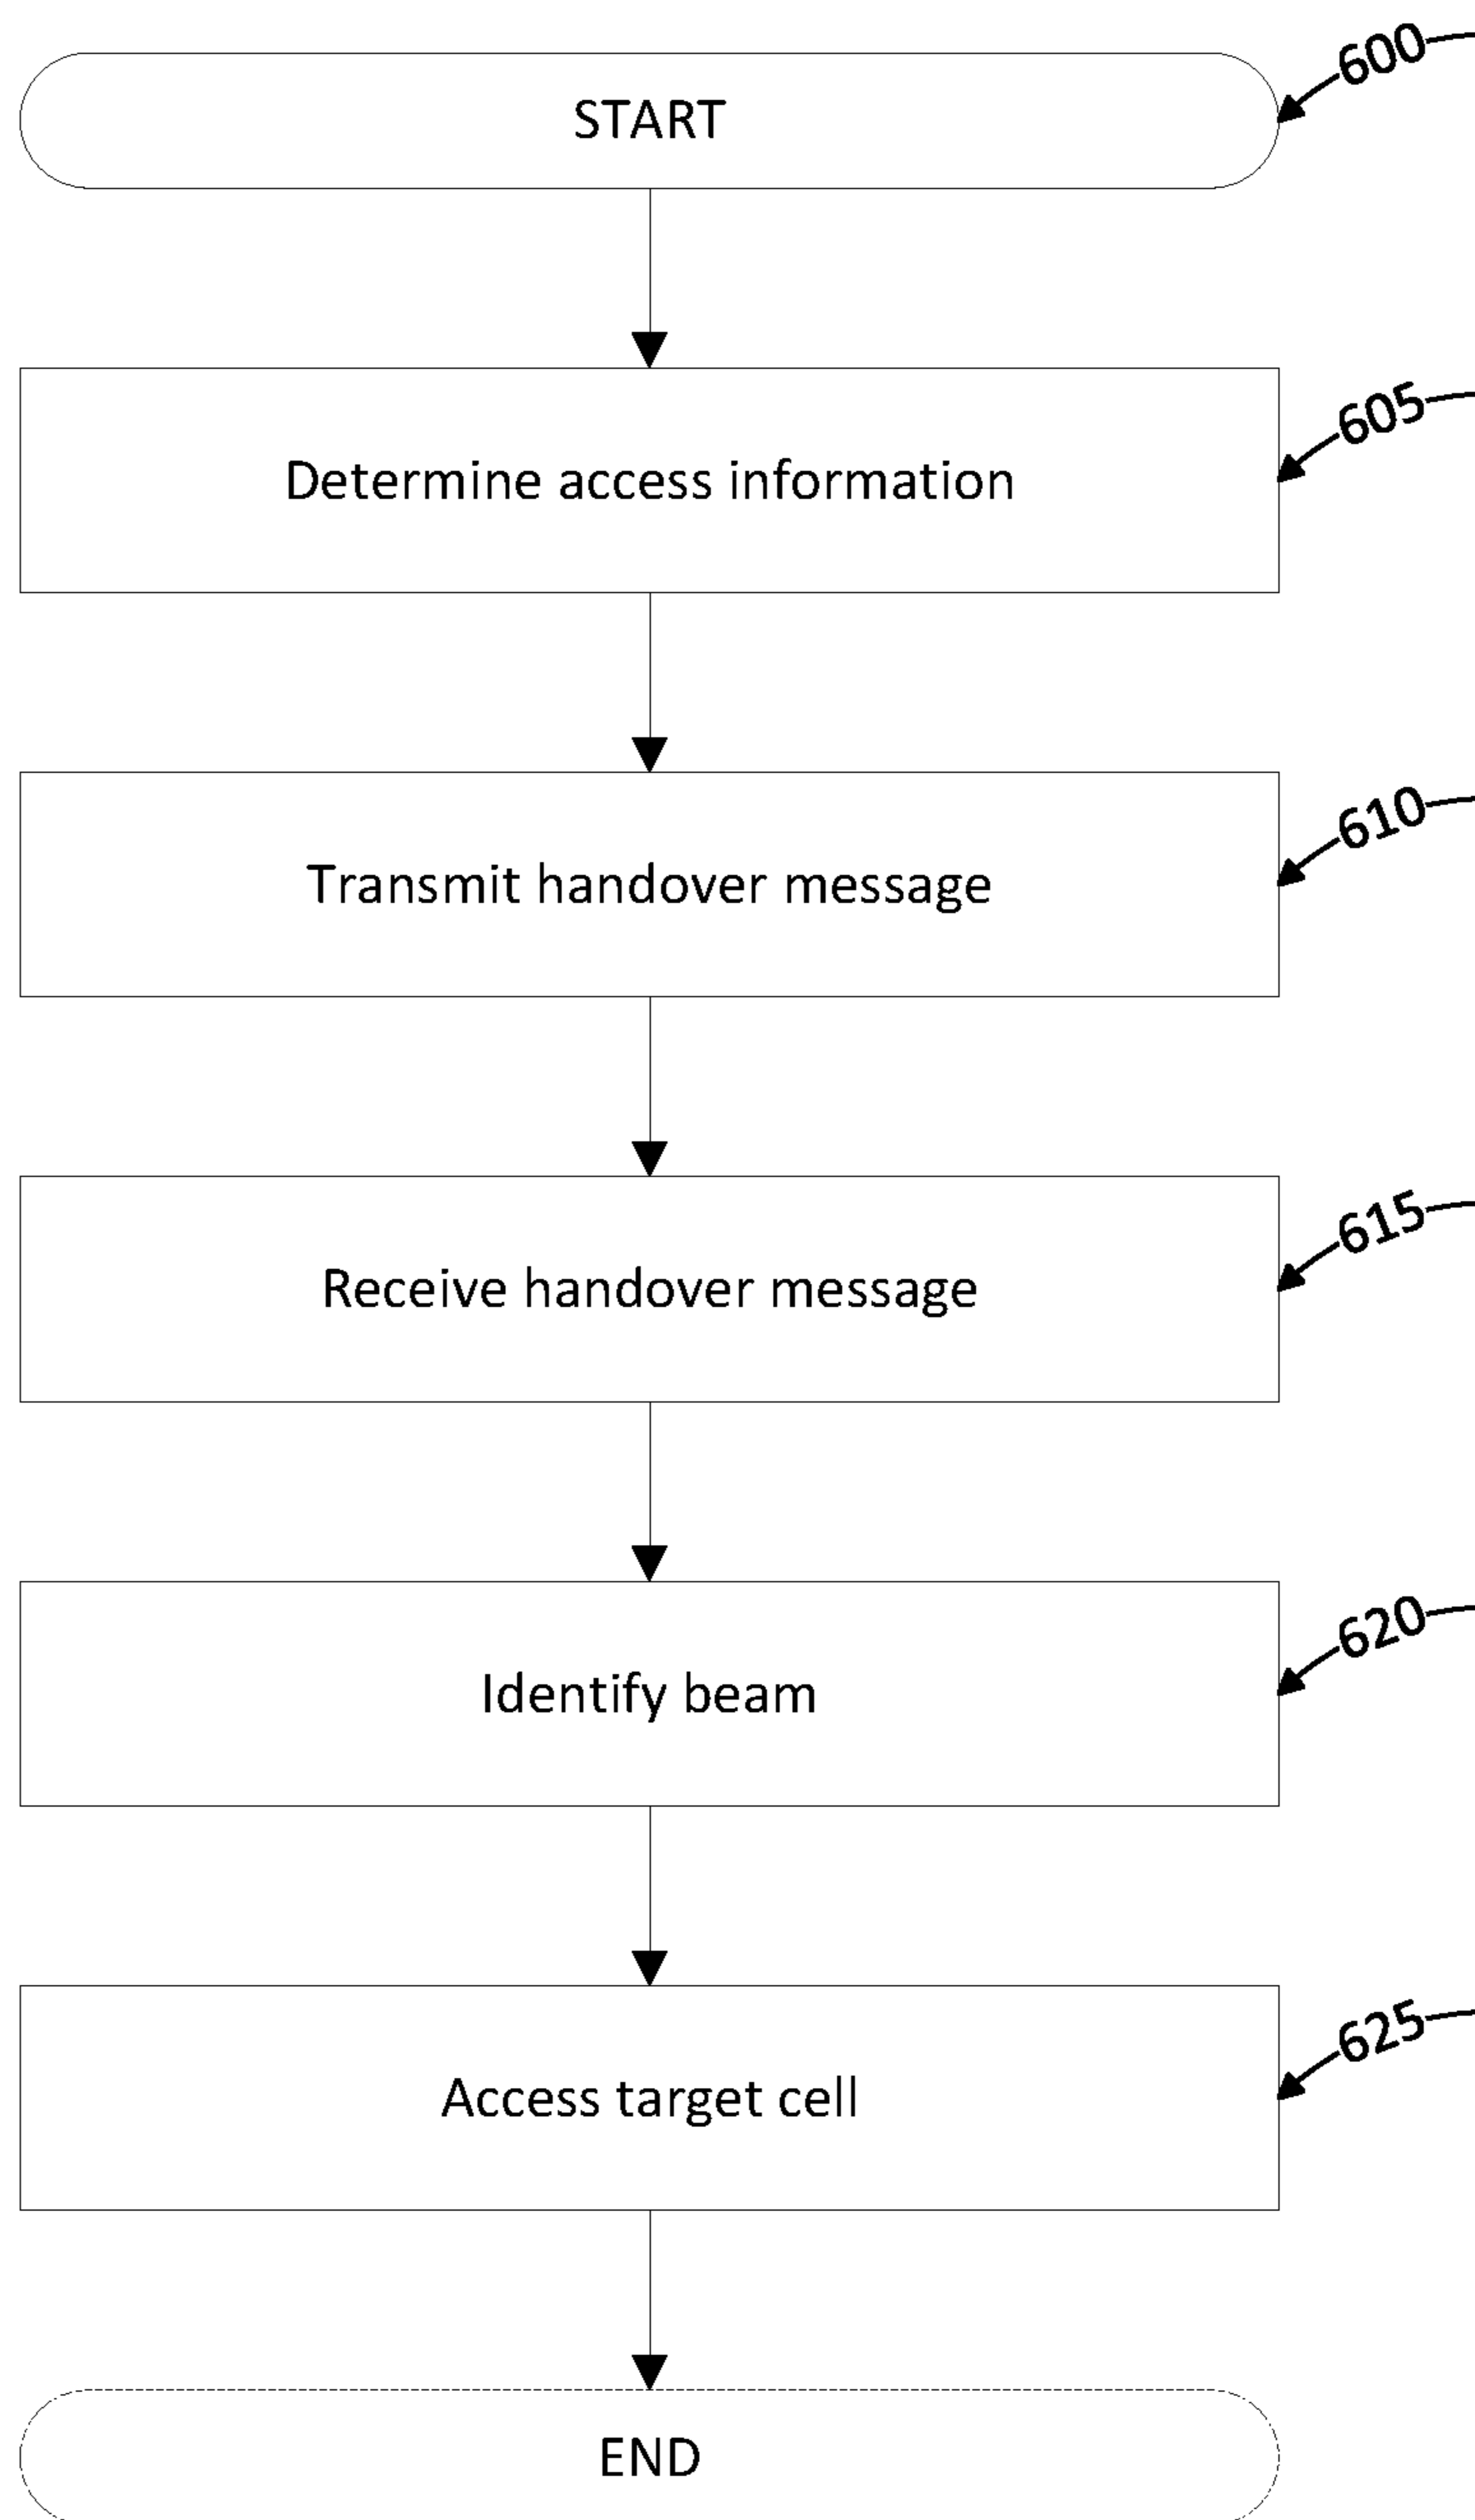 600
START
605
Determine access information
610
Transmit handover message
615
Receive handover message
620
Identify beam
625
Access target cell
END